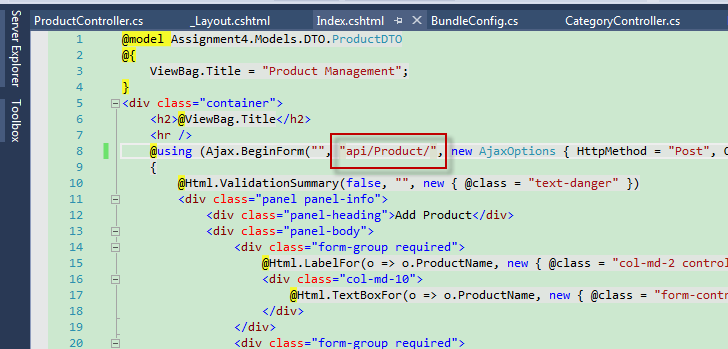 Server Explorer
Toolbox
ProductController.cs _Layout.cshtml Index.cshtml BundleConfig.cs CategoryController.cs
1 @model Assignment4.Models.DTO.ProductDTO
2 @{
3 ViewBag.Title = "Product Management";
4 }
5 <div class="container">
6 <h2>@ViewBag.Title</h2>
7 <hr />
8 @using (Ajax.BeginForm("", "api/Product/", new AjaxOptions { HttpMethod = "Post",
9 {
10 @Html.ValidationSummary(false, "", new { @class = "text-danger" })
11 <div class="panel panel-info">
12 <div class="panel-heading">Add Product</div>
13 <div class="panel-body">
14 <div class="form-group required">
15 @Html.LabelFor(o => o.ProductName, new { @class = "col-md-2 control
16 <div class="col-md-10">
17 @Html.TextBoxFor(o => o.ProductName, new { @class = "form-contr
18 </div>
19 </div>
20 <div class="form-group required">